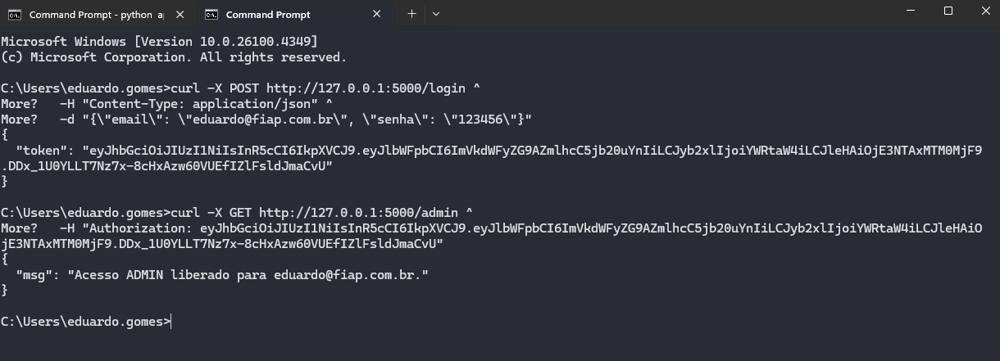 Command Prompt - python ap
Command Prompt
Microsoft Windows [Version 10.0.26100.4349]
(c) Microsoft Corporation. All rights reserved.
C:\Users\eduardo.gomes>curl -X POST http://127.0.0.1:5000/login ^
More?   -H "Content-Type: application/json" ^
More?   -d "{\"email\": \"eduardo@fiap.com.br\", \"senha\": \"123456\"}"
{
  "token": "eyJhbGciOiJIUzI1NiIsInR5cCI6IkpXVCJ9.eyJlbWFpbCI6ImVkdWFyZG9AZmlhcC5jb20uYnIiLCJyb2xlIjoiYWRtaW4iLCJleHAiOjE3NTAxMTM0MjF9
.DDx_1U0YLLT7Nz7x-8cHxAzw60VUEfIZlFsldJmaCvU"
}
C:\Users\eduardo.gomes>curl -X GET http://127.0.0.1:5000/admin ^
More?   -H "Authorization: eyJhbGciOiJIUzI1NiIsInR5cCI6IkpXVCJ9.eyJlbWFpbCI6ImVkdWFyZG9AZmlhcC5jb20uYnIiLCJyb2xlIjoiYWRtaW4iLCJleHAiO
jE3NTAxMTM0MjF9.DDx_1U0YLLT7Nz7x-8cHxAzw60VUEfIZlFsldJmaCvU"
{
  "msg": "Acesso ADMIN liberado para eduardo@fiap.com.br."
}
C:\Users\eduardo.gomes>